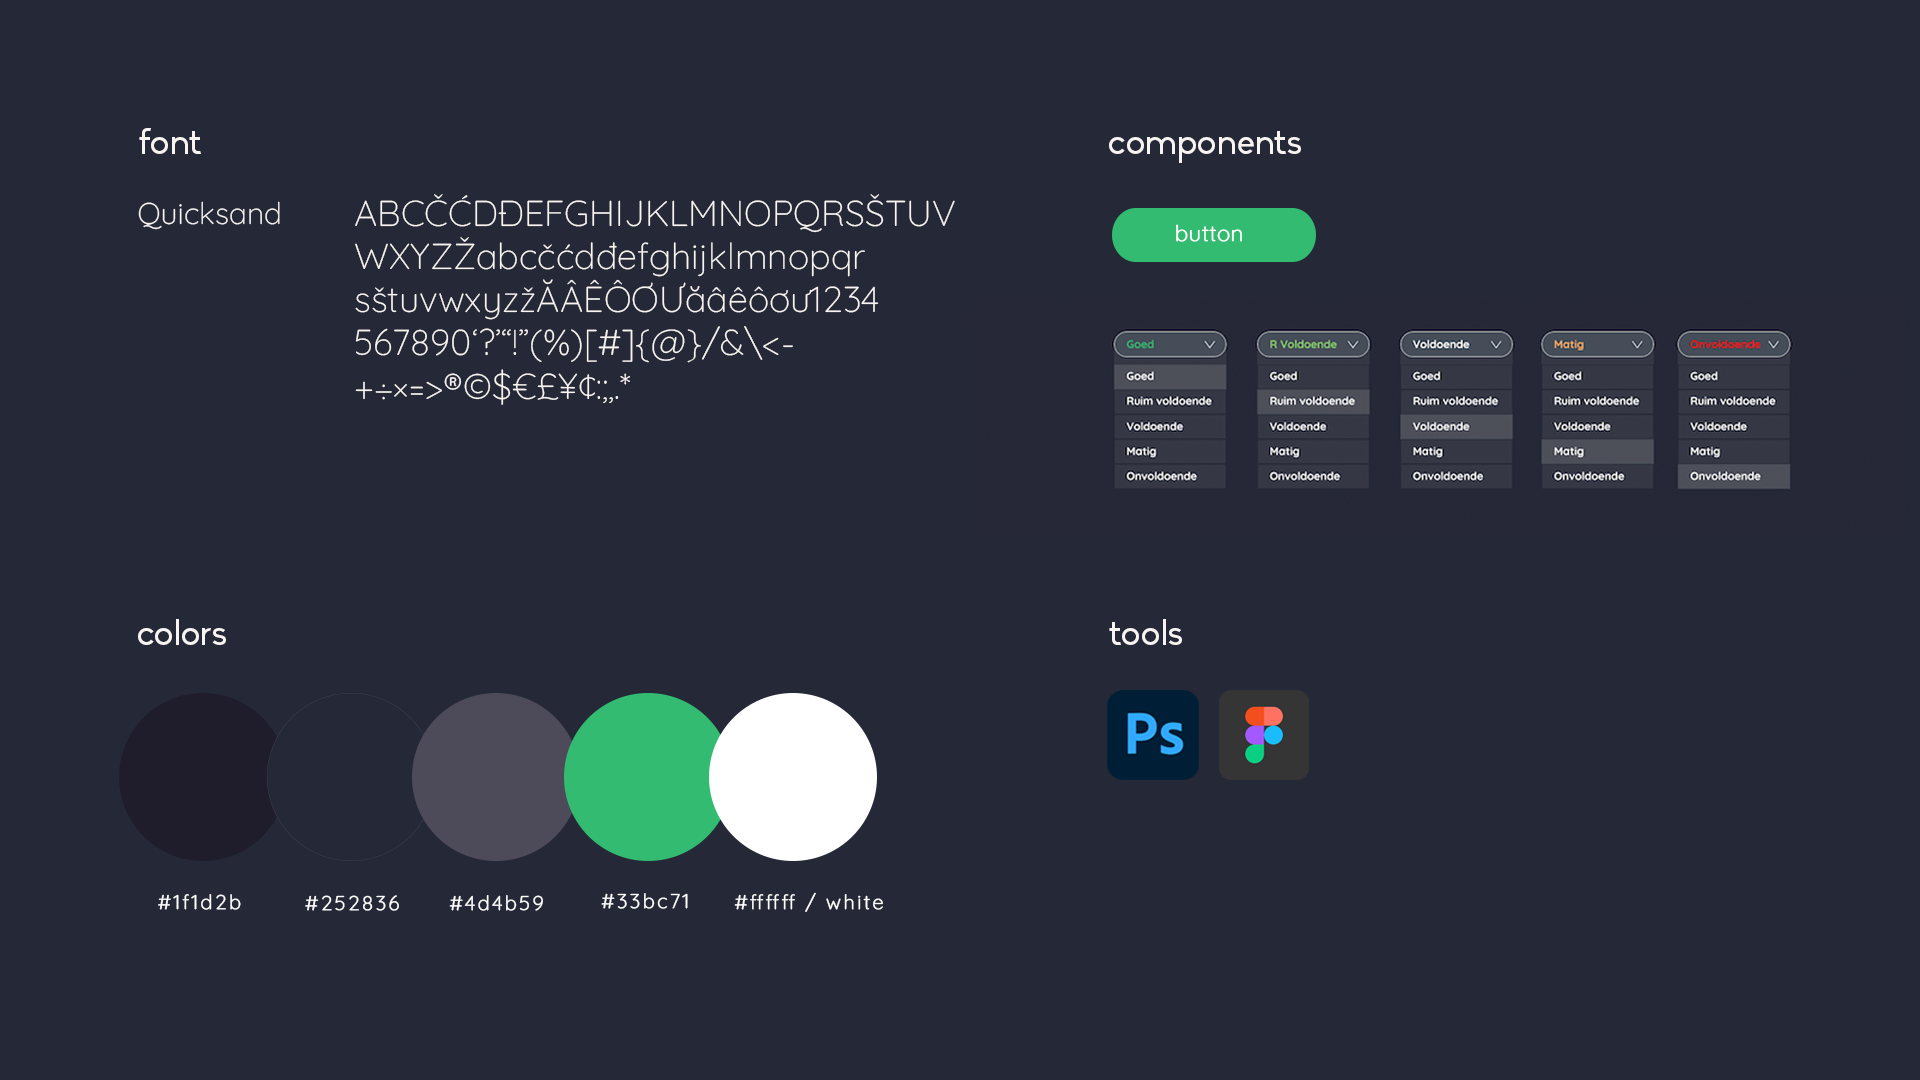 font
Quicksand
ABCČĆDĐEFGHIJKLMNOPQRSŠTUV
WXYZŽabcčćdđefghijklmnopqr
sštuvwxyzžĂÂÊÔƠƯăâêôơư1234
567890‘?’“!”(%)[#]{@}/&\<-
+÷×=>®©$€£¥¢:;,.*
components
button
Goed
Goed
Ruim voldoende
Voldoende
Matig
Onvoldoende
R Voldoende
Goed
Ruim voldoende
Voldoende
Matig
Onvoldoende
Voldoende
Goed
Ruim voldoende
Voldoende
Matig
Onvoldoende
Matig
Goed
Ruim voldoende
Voldoende
Matig
Onvoldoende
Onvoldoende
Goed
Ruim voldoende
Voldoende
Matig
Onvoldoende
colors
#1f1d2b
#252836
#4d4b59
#33bc71
#ffffff / white
tools
Ps